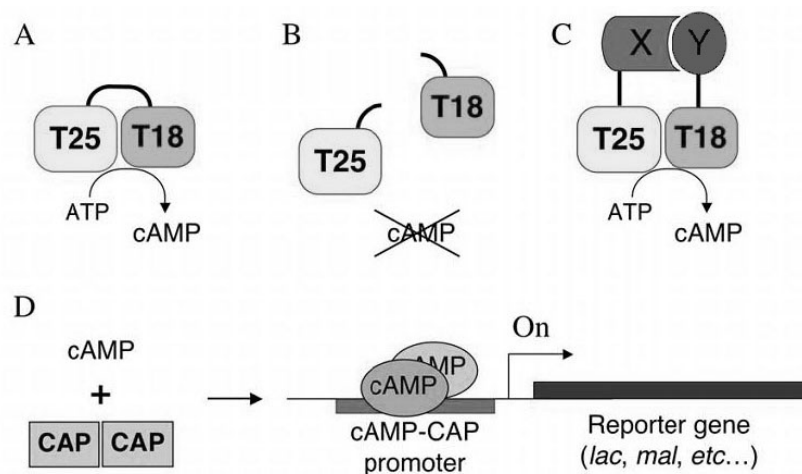 A
T25
T18
ATP
cAMP
B
T18
T25
cAMP
C
X
Y
T25
T18
ATP
cAMP
D
cAMP
+
CAP
CAP
AMP
cAMP
cAMP-CAP
promoter
On
Reporter gene
(lac, mal, etc...)